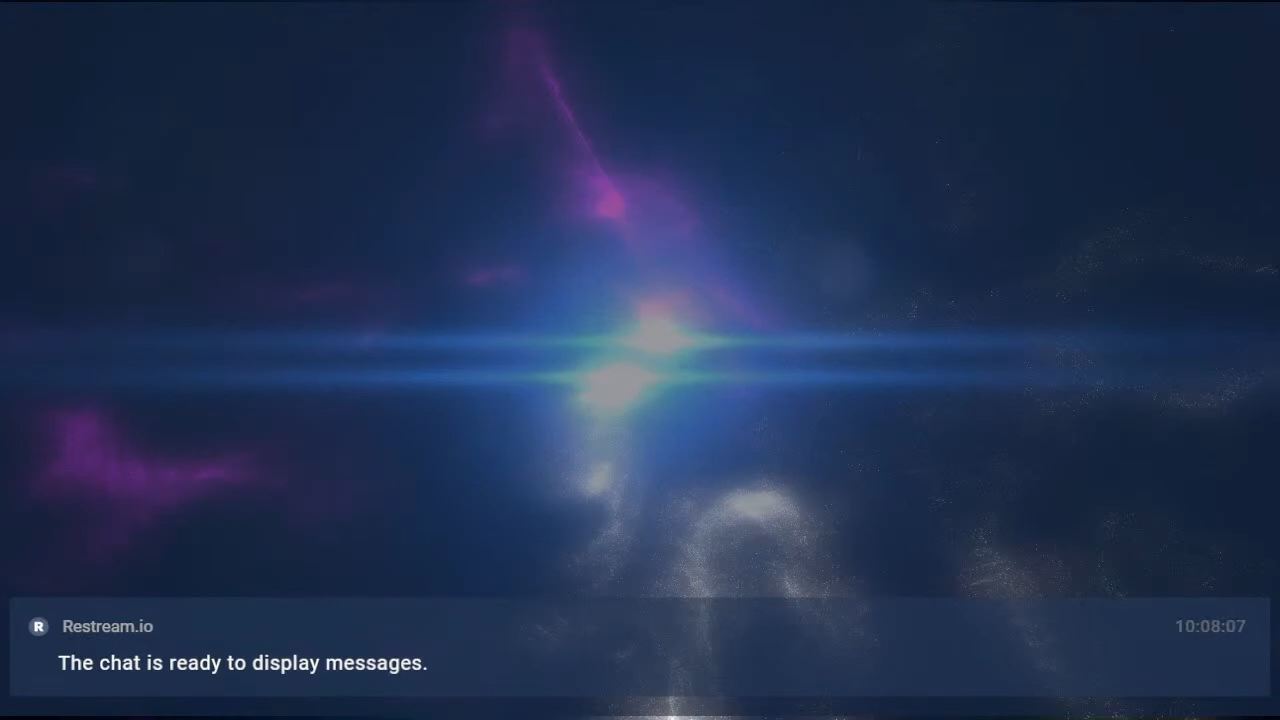 R Restream.io 10:08:07
The chat is ready to display messages.